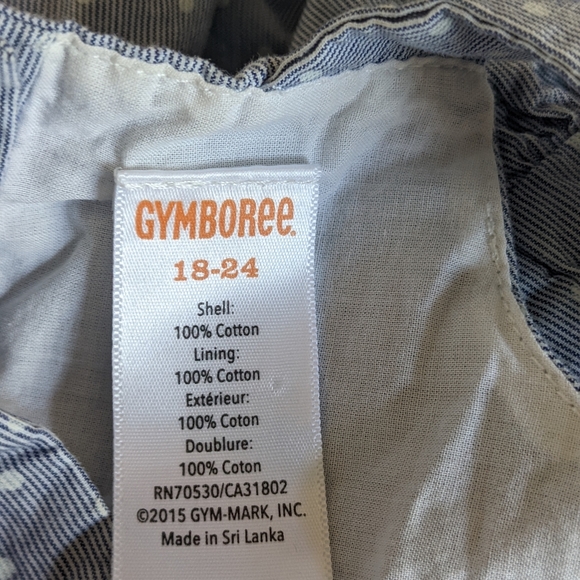 GYMBOREE.
18-24
Shell:
100% Cotton
Lining:
100% Cotton
Extérieur:
100% Coton
Doublure:
100% Coton
RN70530/CA31802
©2015 GYM-MARK, INC.
Made in Sri Lanka